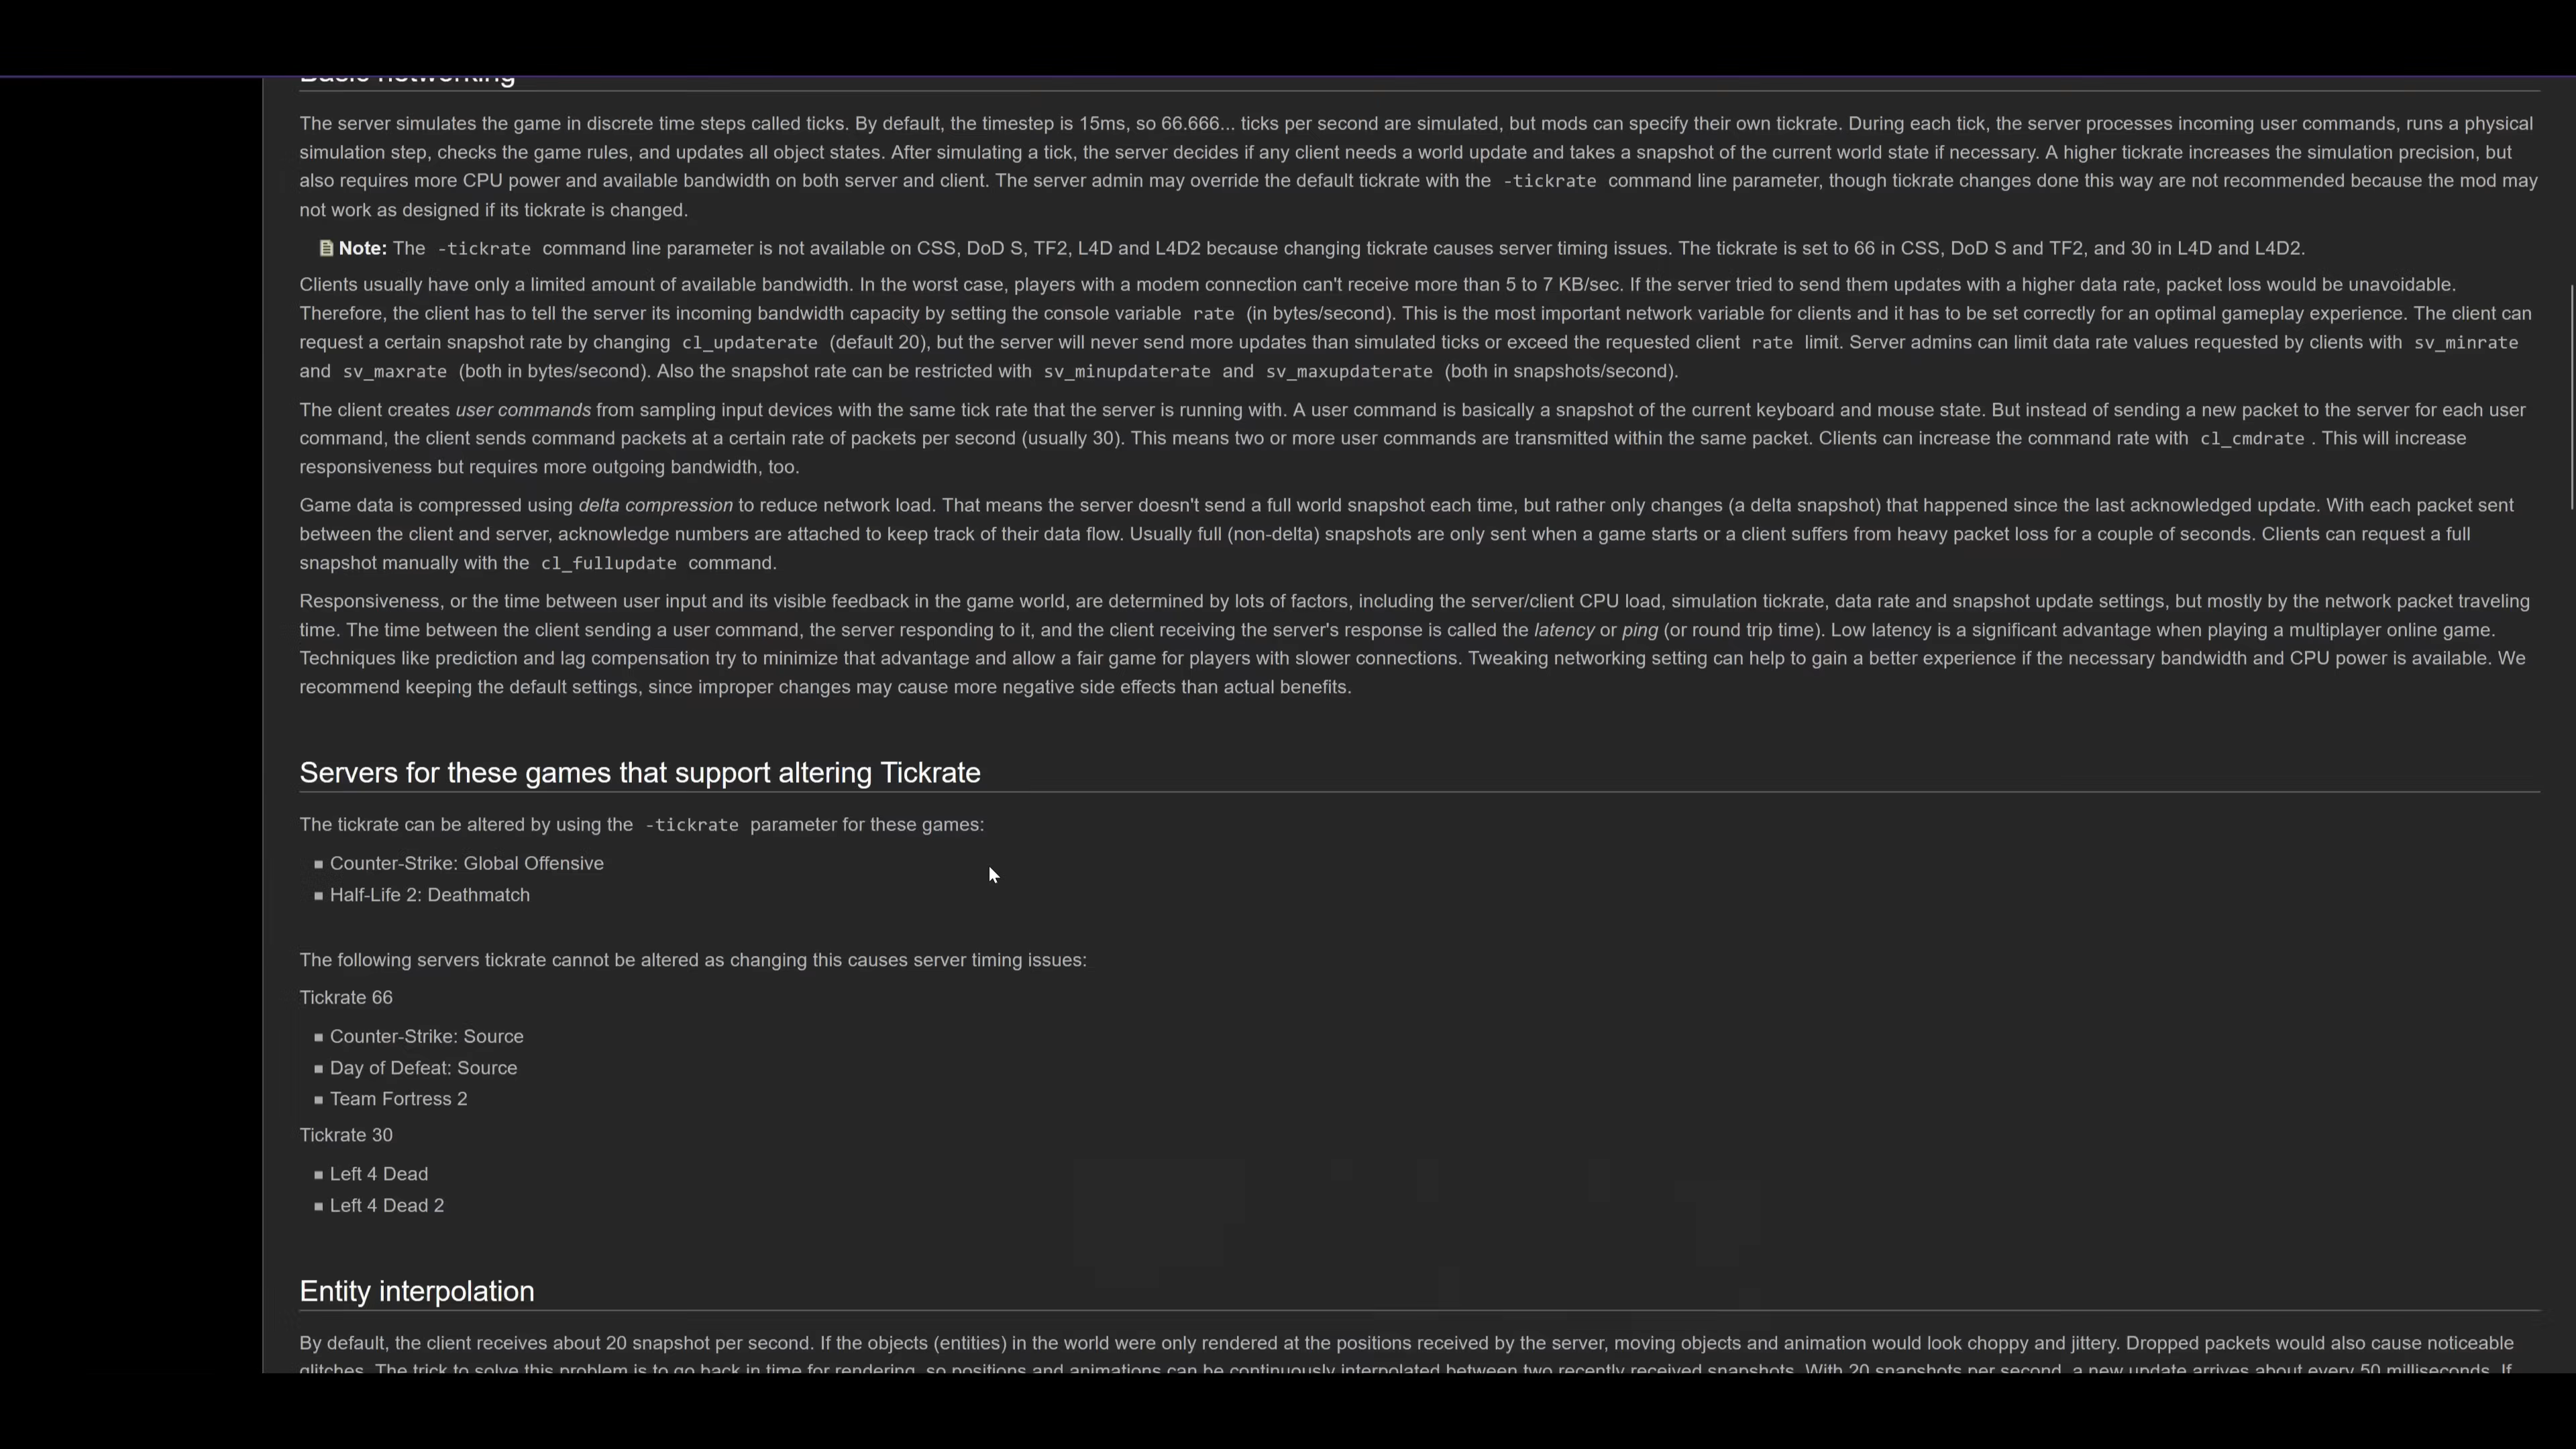 Basic networking
The server simulates the game in discrete time steps called ticks. By default, the timestep is 15ms, so 66.666... ticks per second are simulated, but mods can specify their own tickrate. During each tick, the server processes incoming user commands, runs a physical
simulation step, checks the game rules, and updates all object states. After simulating a tick, the server decides if any client needs a world update and takes a snapshot of the current world state if necessary. A higher tickrate increases the simulation precision, but
also requires more CPU power and available bandwidth on both server and client. The server admin may override the default tickrate with the -tickrate command line parameter, though tickrate changes done this way are not recommended because the mod may
not work as designed if its tickrate is changed.
Note: The -tickrate command line parameter is not available on CSS, DoD S, TF2, L4D and L4D2 because changing tickrate causes server timing issues. The tickrate is set to 66 in CSS, DoD S and TF2, and 30 in L4D and L4D2.
Clients usually have only a limited amount of available bandwidth. In the worst case, players with a modem connection can't receive more than 5 to 7 KB/sec. If the server tried to send them updates with a higher data rate, packet loss would be unavoidable.
Therefore, the client has to tell the server its incoming bandwidth capacity by setting the console variable rate (in bytes/second). This is the most important network variable for clients and it has to be set correctly for an optimal gameplay experience. The client can
request a certain snapshot rate by changing cl_updaterate (default 20), but the server will never send more updates than simulated ticks or exceed the requested client rate limit. Server admins can limit data rate values requested by clients with sv_minrate
and sv_maxrate (both in bytes/second). Also the snapshot rate can be restricted with sv_minupdaterate and sv_maxupdaterate (both in snapshots/second).
The client creates user commands from sampling input devices with the same tick rate that the server is running with. A user command is basically a snapshot of the current keyboard and mouse state. But instead of sending a new packet to the server for each user
command, the client sends command packets at a certain rate of packets per second (usually 30). This means two or more user commands are transmitted within the same packet. Clients can increase the command rate with cl_cmdrate . This will increase
responsiveness but requires more outgoing bandwidth, too.
Game data is compressed using delta compression to reduce network load. That means the server doesn't send a full world snapshot each time, but rather only changes (a delta snapshot) that happened since the last acknowledged update. With each packet sent
between the client and server, acknowledge numbers are attached to keep track of their data flow. Usually full (non-delta) snapshots are only sent when a game starts or a client suffers from heavy packet loss for a couple of seconds. Clients can request a full
snapshot manually with the cl_fullupdate command.
Responsiveness, or the time between user input and its visible feedback in the game world, are determined by lots of factors, including the server/client CPU load, simulation tickrate, data rate and snapshot update settings, but mostly by the network packet traveling
time. The time between the client sending a user command, the server responding to it, and the client receiving the server's response is called the latency or ping (or round trip time). Low latency is a significant advantage when playing a multiplayer online game.
Techniques like prediction and lag compensation try to minimize that advantage and allow a fair game for players with slower connections. Tweaking networking setting can help to gain a better experience if the necessary bandwidth and CPU power is available. We
recommend keeping the default settings, since improper changes may cause more negative side effects than actual benefits.
Servers for these games that support altering Tickrate
The tickrate can be altered by using the -tickrate parameter for these games:
Counter-Strike: Global Offensive
Half-Life 2: Deathmatch
The following servers tickrate cannot be altered as changing this causes server timing issues:
Tickrate 66
Counter-Strike: Source
Day of Defeat: Source
Team Fortress 2
Tickrate 30
Left 4 Dead
Left 4 Dead 2
Entity interpolation
By default, the client receives about 20 snapshot per second. If the objects (entities) in the world were only rendered at the positions received by the server, moving objects and animation would look choppy and jittery. Dropped packets would also cause noticeable
glitches. The trick to solve this problem is to go back in time for rendering, so positions and animations can be continuously interpolated between two recently received snapshots. With 20 snapshots per second, a new update arrives about every 50 milliseconds. If